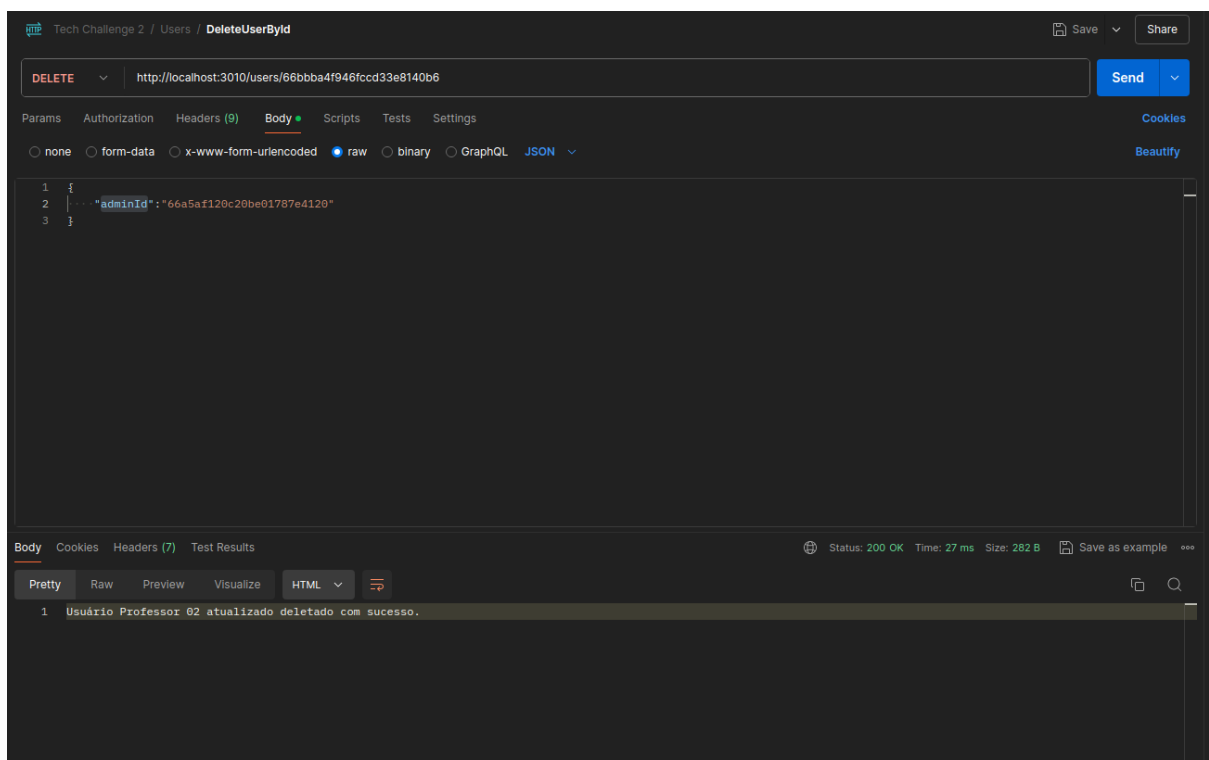 HTTP Tech Challenge 2 / Users / DeleteUserById Save Share
DELETE http://localhost:3010/users/66bbba4f946fccd33e8140b6 Send
Params Authorization Headers (9) Body Scripts Tests Settings Cookies
none form-data x-www-form-urlencoded raw binary GraphQL JSON Beautify
1 {
2 "adminId":"66a5af120c20be01787e4120"
3 }
Body Cookies Headers (7) Test Results Status: 200 OK Time: 27 ms Size: 282 B Save as example
Pretty Raw Preview Visualize HTML
1 Usuário Professor 02 atualizado deletado com sucesso.